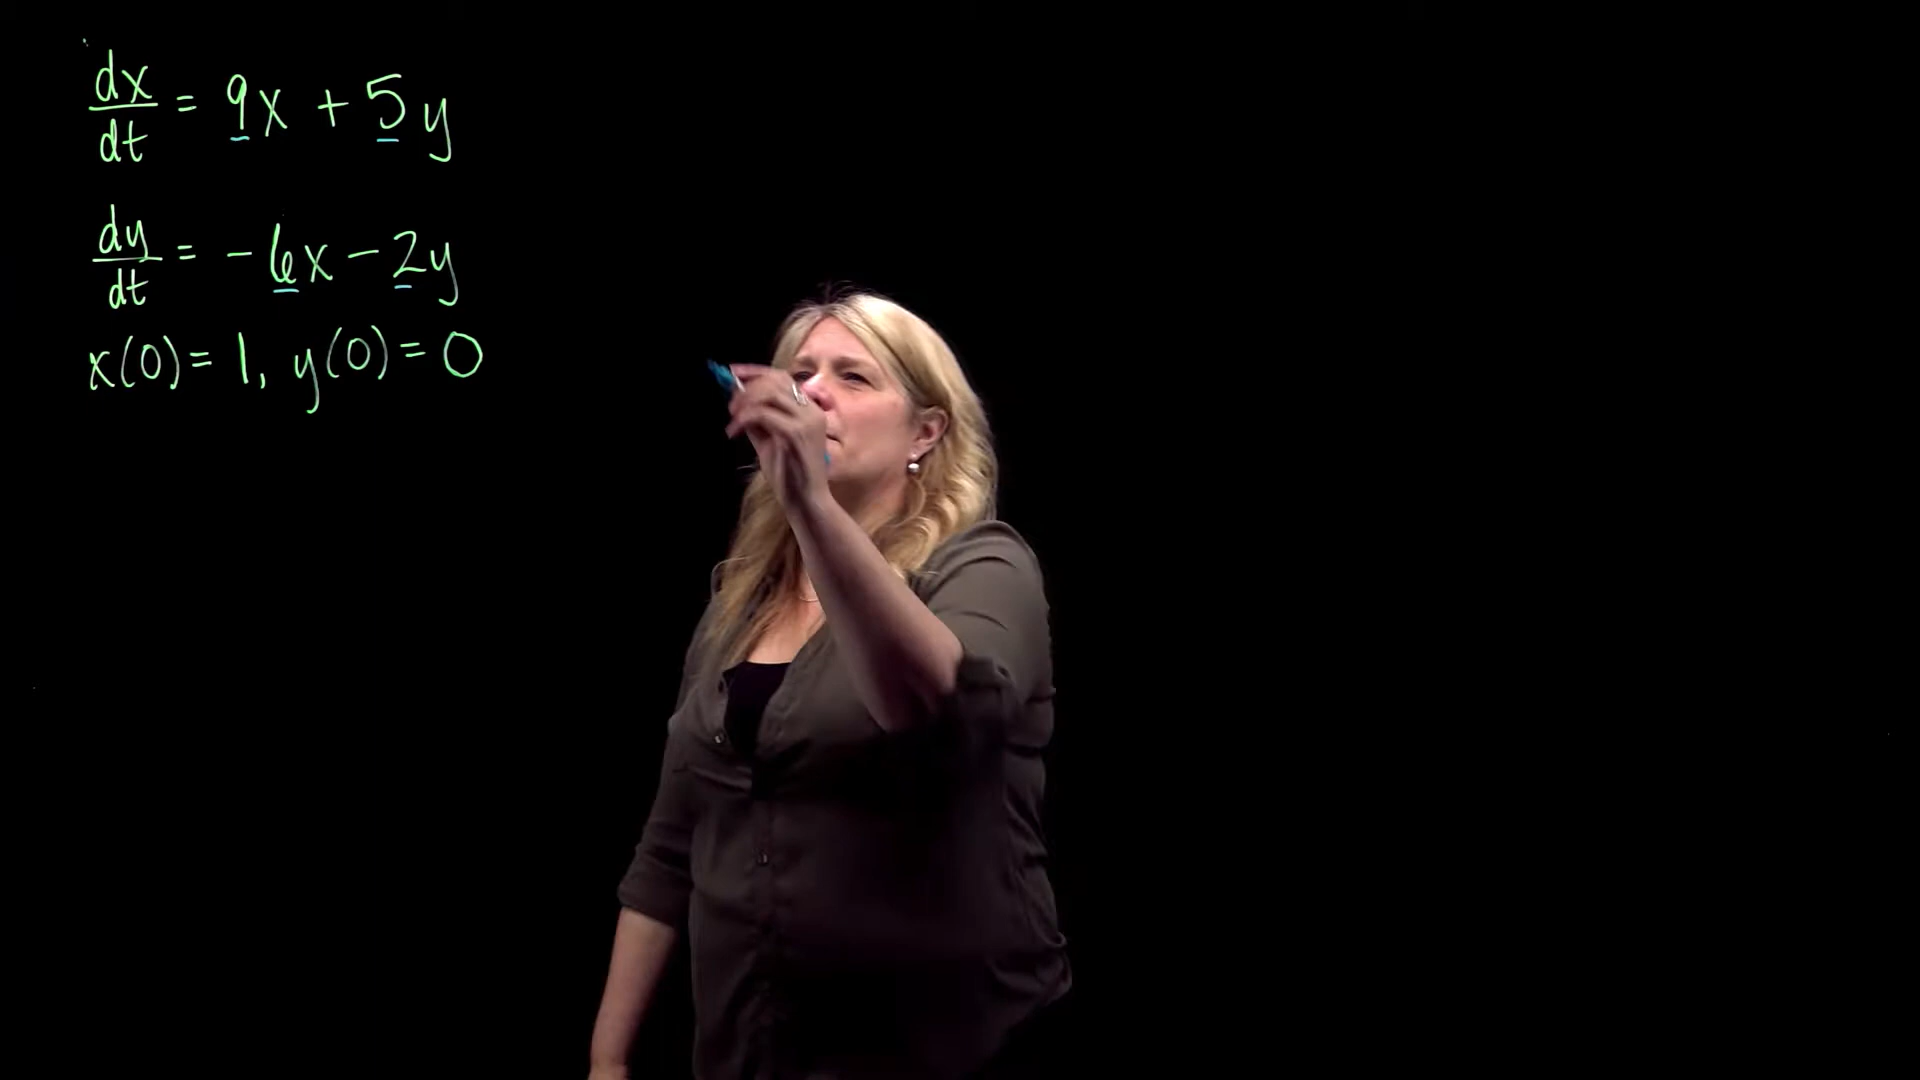 dx/dt = 9x + 5y
dy/dt = -6x - 2y
x(0) = 1, y(0) = 0